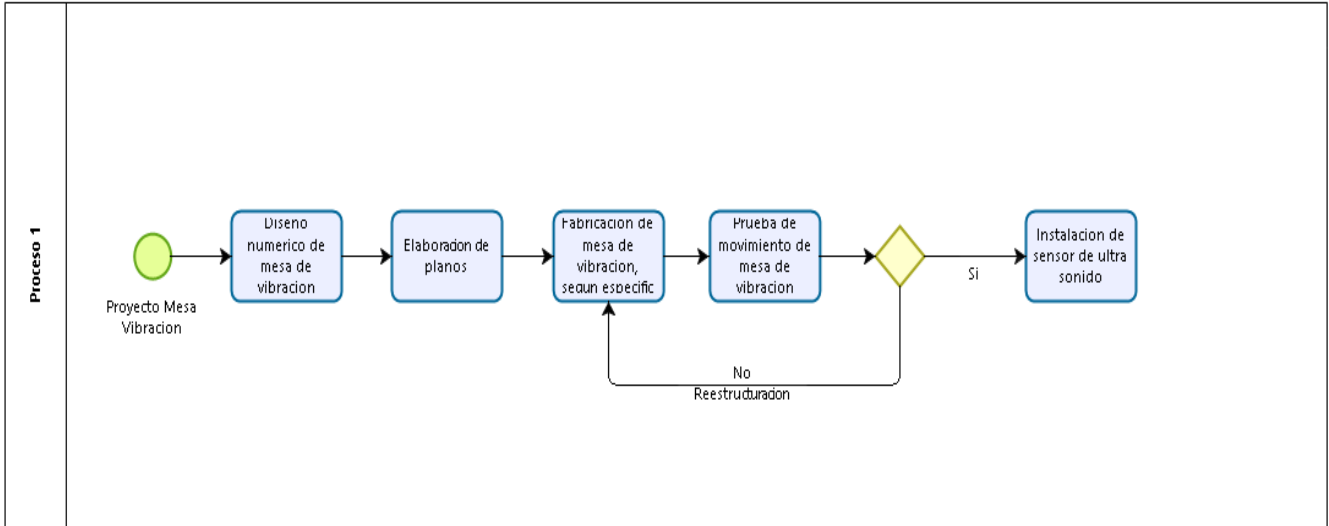 Proceso 1
Proyecto Mesa
Vibracion
Diseno
numerico de
mesa de
vibracion
Elaboracion de
planos
Fabricacion de
mesa de
vibracion,
segun especific
Prueba de
movimiento de
mesa de
vibracion
Si
Instalacion de
sensor de ultra
sonido
No
Reestructuracion